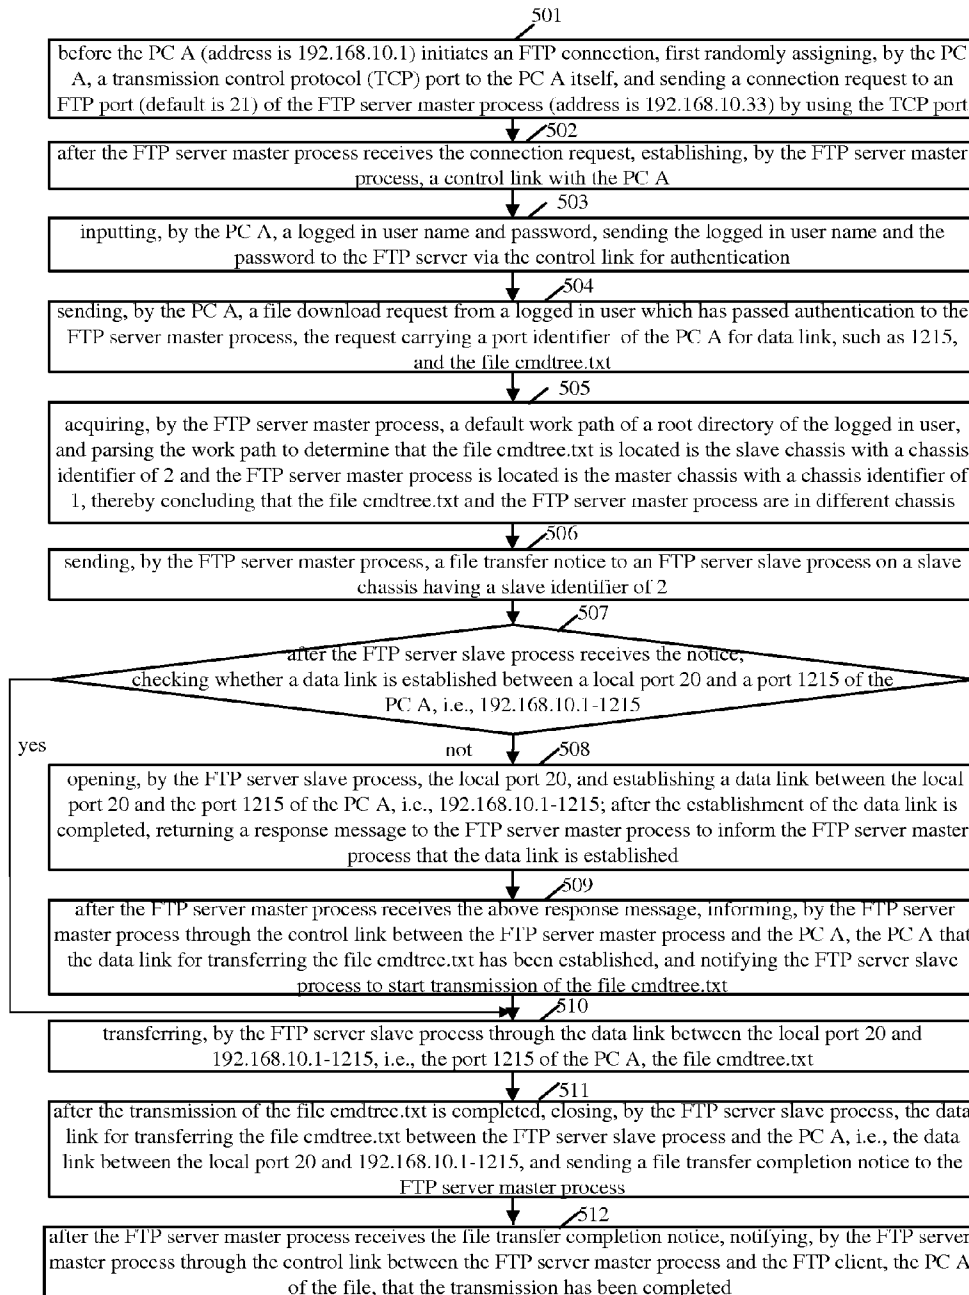 501
before the PC A (address is 192.168.10.1) initiates an FTP connection, first randomly assigning, by the PC
A, a transmission control protocol (TCP) port to the PC A itself, and sending a connection request to an
FTP port (default is 21) of the FTP server master process (address is 192.168.10.33) by using the TCP port
502
after the FTP server master process receives the connection request, establishing, by the FTP server master
process, a control link with the PC A
503
inputting, by the PC A, a logged in user name and password, sending the logged in user name and the
password to the FTP server via the control link for authentication
504
sending, by the PC A, a file download request from a logged in user which has passed authentication to the
FTP server master process, the request carrying a port identifier of the PC A for data link, such as 1215,
and the file cmdtree.txt
505
acquiring, by the FTP server master process, a default work path of a root directory of the logged in user,
and parsing the work path to determine that the file cmdtree.txt is located is the slave chassis with a chassis
identifier of 2 and the FTP server master process is located is the master chassis with a chassis identifier of
1, thereby concluding that the file cmdtree.txt and the FTP server master process are in different chassis
506
sending, by the FTP server master process, a file transfer notice to an FTP server slave process on a slave
chassis having a slave identifier of 2
507
after the FTP server slave process receives the notice,
checking whether a data link is established between a local port 20 and a port 1215 of the
PC A, i.e., 192.168.10.1-1215
yes
not
508
opening, by the FTP server slave process, the local port 20, and establishing a data link between the local
port 20 and the port 1215 of the PC A, i.e., 192.168.10.1-1215; after the establishment of the data link is
completed, returning a response message to the FTP server master process to inform the FTP server master
process that the data link is established
509
after the FTP server master process receives the above response message, informing, by the FTP server
master process through the control link between the FTP server master process and the PC A, the PC A that
the data link for transferring the file cmdtree.txt has been established, and notifying the FTP server slave
process to start transmission of the file cmdtree.txt
510
transferring, by the FTP server slave process through the data link between the local port 20 and
192.168.10.1-1215, i.e., the port 1215 of the PC A, the file cmdtree.txt
511
after the transmission of the file cmdtree.txt is completed, closing, by the FTP server slave process, the data
link for transferring the file cmdtree.txt between the FTP server slave process and the PC A, i.e., the data
link between the local port 20 and 192.168.10.1-1215, and sending a file transfer completion notice to the
FTP server master process
512
after the FTP server master process receives the file transfer completion notice, notifying, by the FTP server
master process through the control link between the FTP server master process and the FTP client, the PC A
of the file, that the transmission has been completed